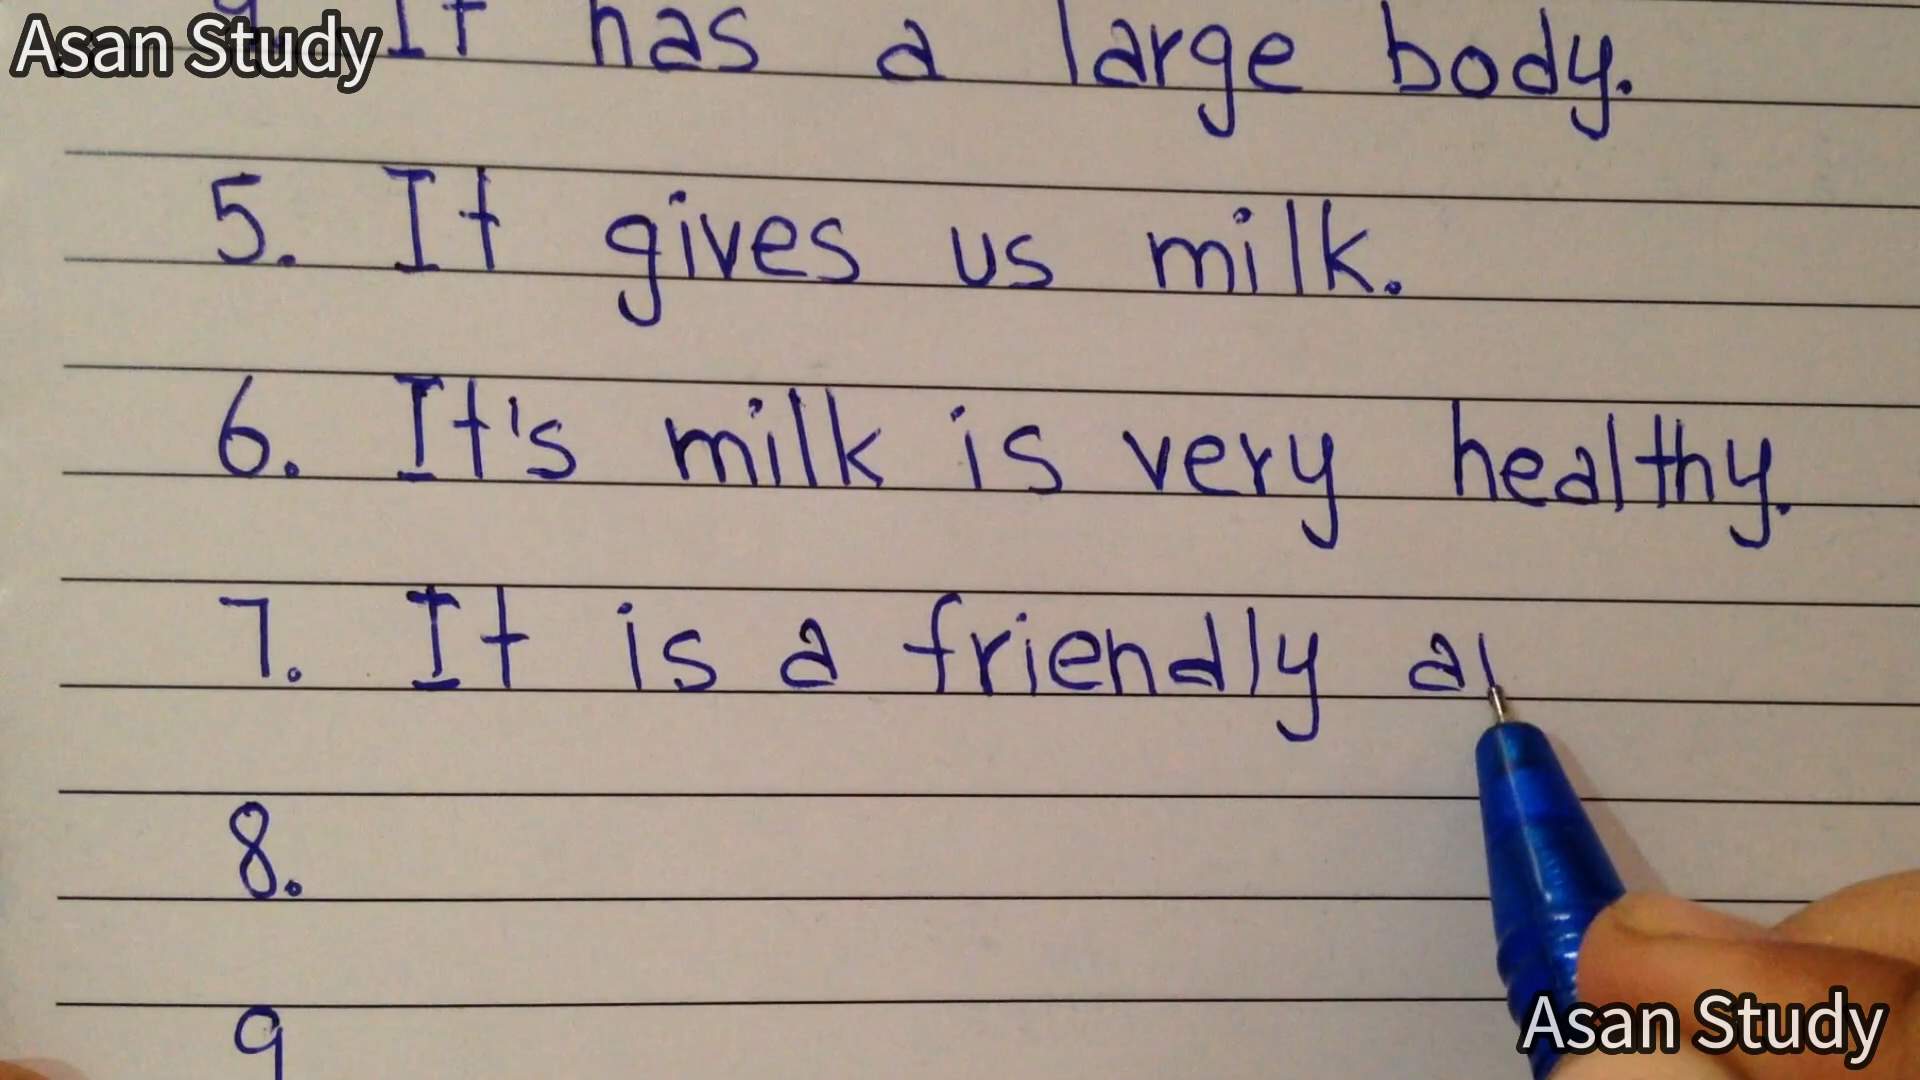 Asan Study
It has a large body.
5. It gives us milk.
6. It's milk is very healthy.
7. It is a friendly
8.
9
Asan Study